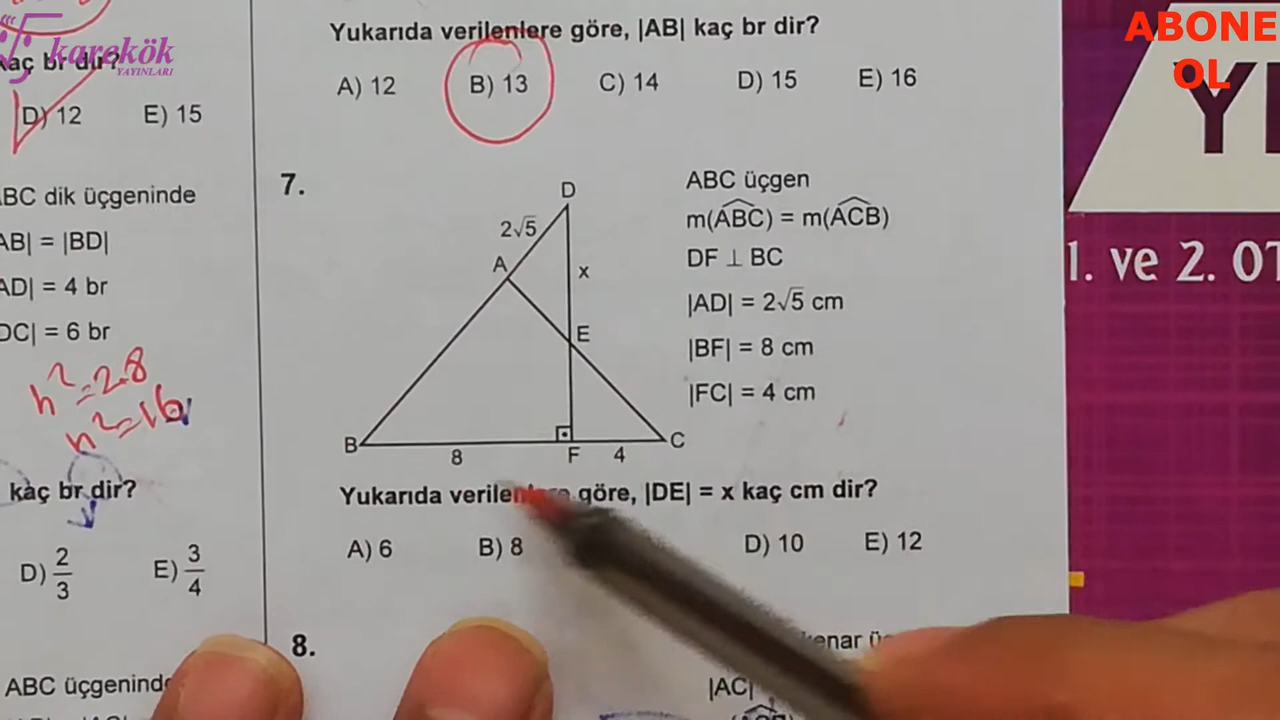 karekök
YAYINLARI
kaç br dir?
D) 12 E) 15
ABC dik üçgeninde
|AB| = |BD|
|AD| = 4 br
|DC| = 6 br
h²=2.8
h²=16
kaç br dir?
D) 2/3 E) 3/4
ABC üçgeninde
Yukarıda verilenlere göre, |AB| kaç br dir?
A) 12 B) 13 C) 14 D) 15 E) 16
7.
D
2√5
A
x
E
B
8
F
4
C
ABC üçgen
m(ABC) = m(ACB)
DF ⊥ BC
|AD| = 2√5 cm
|BF| = 8 cm
|FC| = 4 cm
Yukarıda verilenlere göre, |DE| = x kaç cm dir?
A) 6 B) 8 D) 10 E) 12
8.
|AC|
ABONE
OL
1. ve 2.